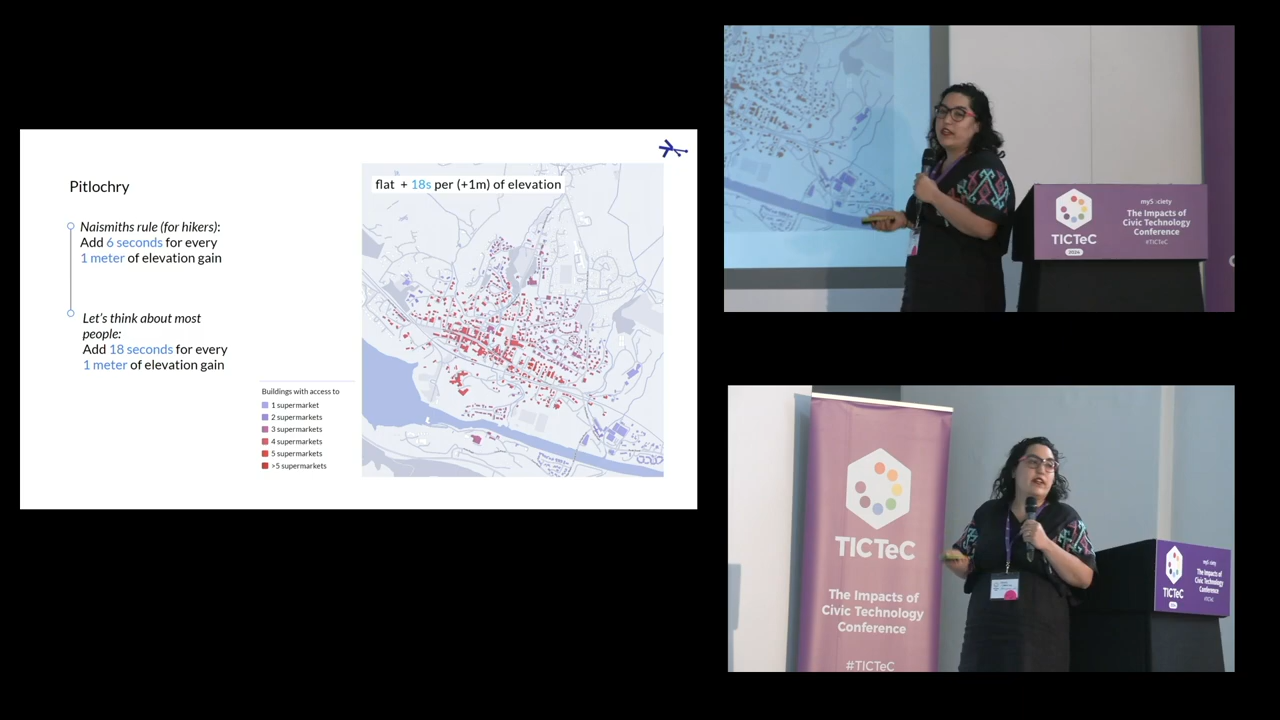 Pitlochry
Naismiths rule (for hikers):
Add 6 seconds for every
1 meter of elevation gain
Let's think about most
people:
Add 18 seconds for every
1 meter of elevation gain
flat + 18s per (+1m) of elevation
Buildings with access to
1 supermarket
2 supermarkets
3 supermarkets
4 supermarkets
5 supermarkets
>5 supermarkets
TICTeC
2024
The Impacts of
Civic Technology
Conference
#TICTeC
TICTeC
The Impacts of
Civic Technology
Conference
#TICTeC
TICTeC
The Impacts of
Civic Technology
Conference